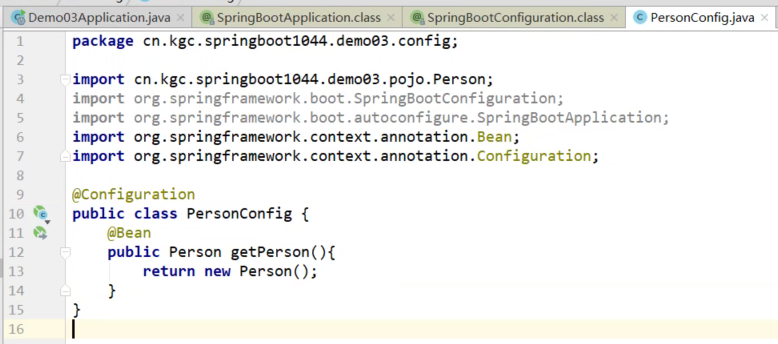 Demo03Application.java SpringBootApplication.class SpringBootConfiguration.class PersonConfig.java
1 package cn.kgc.springboot1044.demo03.config;
2
3 import cn.kgc.springboot1044.demo03.pojo.Person;
4 import org.springframework.boot.SpringBootConfiguration;
5 import org.springframework.boot.autoconfigure.SpringBootApplication;
6 import org.springframework.context.annotation.Bean;
7 import org.springframework.context.annotation.Configuration;
8
9 @Configuration
10 public class PersonConfig {
11 @Bean
12 public Person getPerson(){
13 return new Person();
14 }
15 }
16